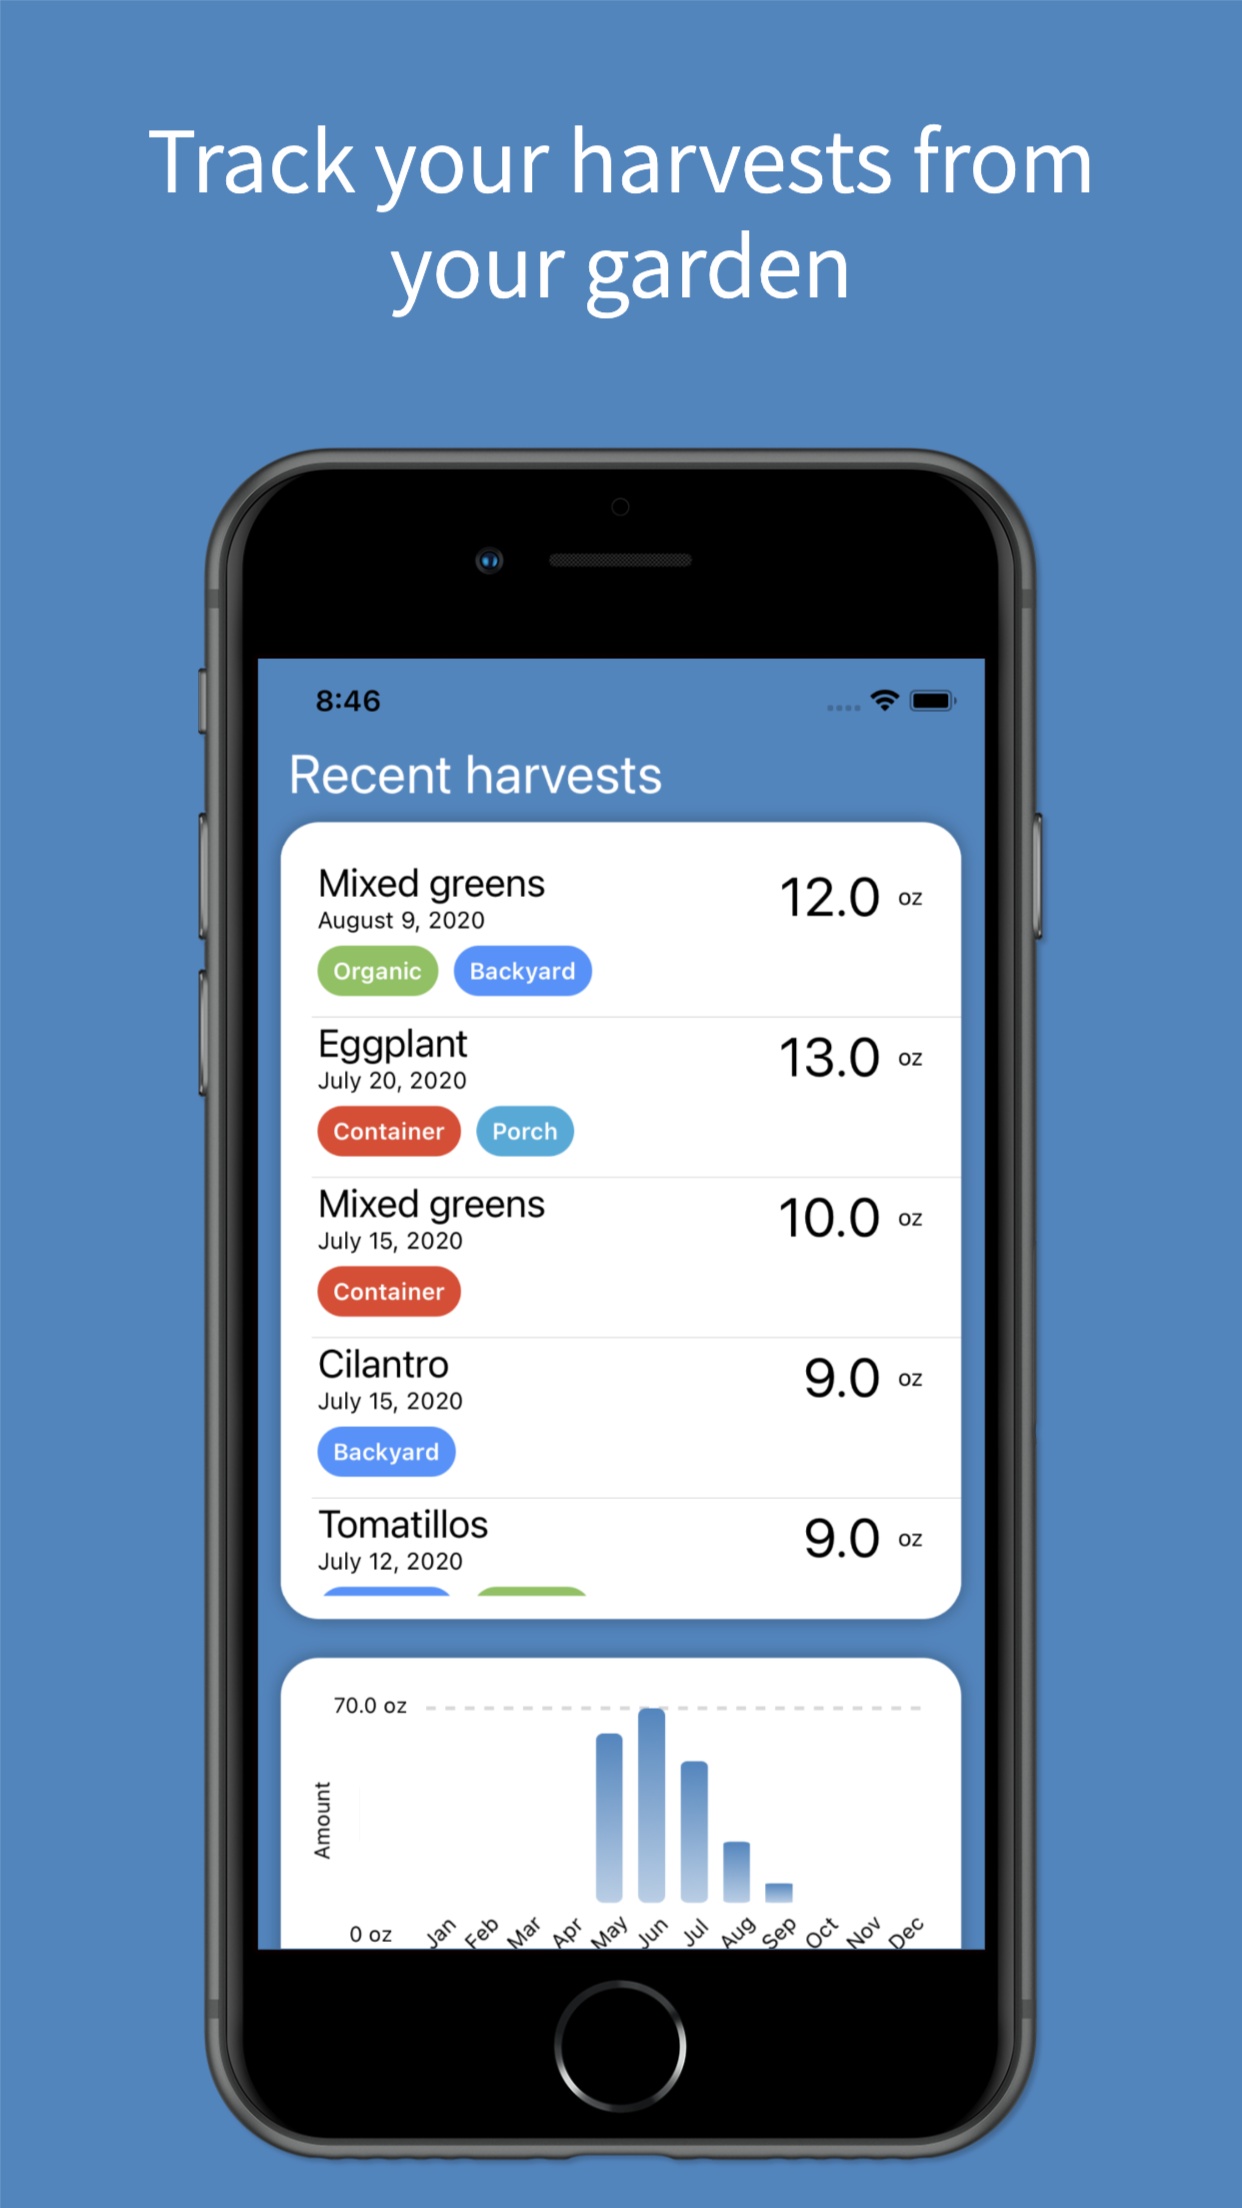 Track your harvests from
your garden
8:46
Recent harvests
Mixed greens
12.0 oz
August 9, 2020
Organic Backyard
Eggplant
13.0 oz
July 20, 2020
Container Porch
Mixed greens
10.0 oz
July 15, 2020
Container
Cilantro
9.0 oz
July 15, 2020
Backyard
Tomatillos
9.0 oz
July 12, 2020
70.0 oz
Amount
0 oz
Jan Feb Mar Apr May Jun Jul Aug Sep Oct Nov Dec